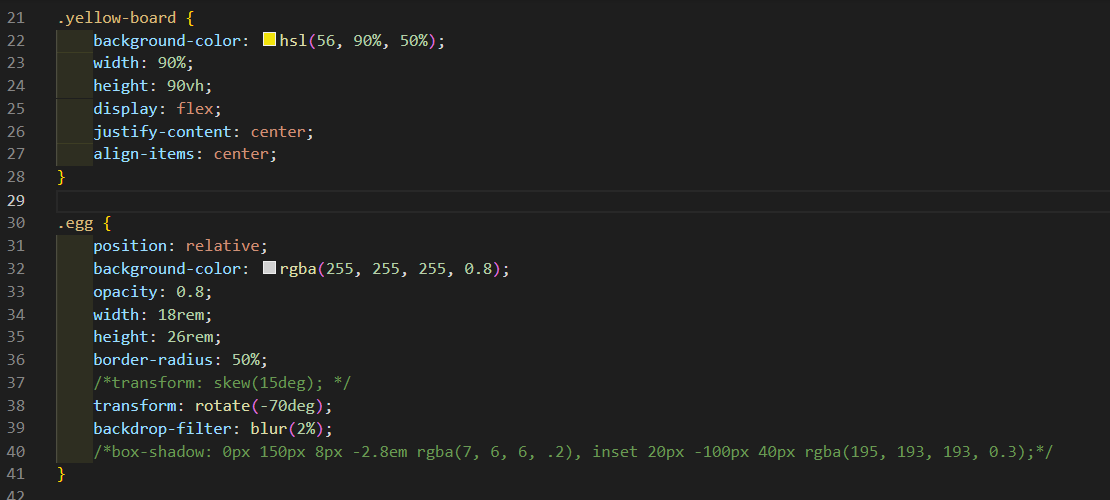 21 .yellow-board {
22 background-color: hsl(56, 90%, 50%);
23 width: 90%;
24 height: 90vh;
25 display: flex;
26 justify-content: center;
27 align-items: center;
28 }
29
30 .egg {
31 position: relative;
32 background-color: rgba(255, 255, 255, 0.8);
33 opacity: 0.8;
34 width: 18rem;
35 height: 26rem;
36 border-radius: 50%;
37 /*transform: skew(15deg); */
38 transform: rotate(-70deg);
39 backdrop-filter: blur(2%);
40 /*box-shadow: 0px 150px 8px -2.8em rgba(7, 6, 6, .2), inset 20px -100px 40px rgba(195, 193, 193, 0.3);*/
41 }
42